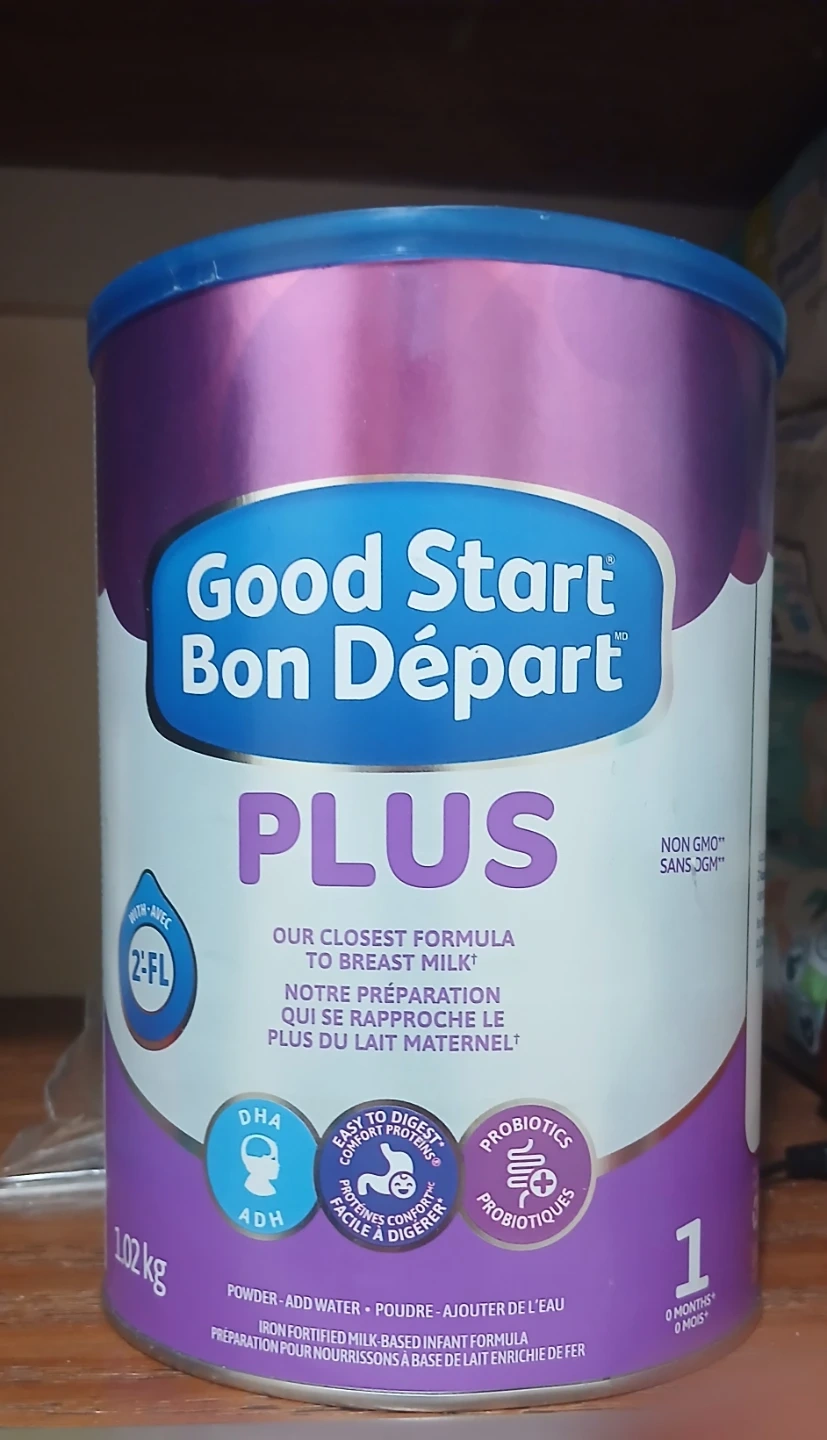 Good Start®
Bon Départ MD
PLUS
NON GMO**
SANS OGM**
WITH • AVEC
2'-FL
OUR CLOSEST FORMULA
TO BREAST MILK†
NOTRE PRÉPARATION
QUI SE RAPPROCHE LE
PLUS DU LAIT MATERNEL†
DHA
ADH
EASY TO DIGEST*
COMFORT PROTEINS®
PROTÉINES CONFORT MC
FACILE À DIGÉRER*
PROBIOTICS
PROBIOTIQUES
1.02 kg
1
0 MONTHS+
0 MOIS+
POWDER - ADD WATER • POUDRE - AJOUTER DE L'EAU
IRON FORTIFIED MILK-BASED INFANT FORMULA
PRÉPARATION POUR NOURRISSONS À BASE DE LAIT ENRICHIE DE FER